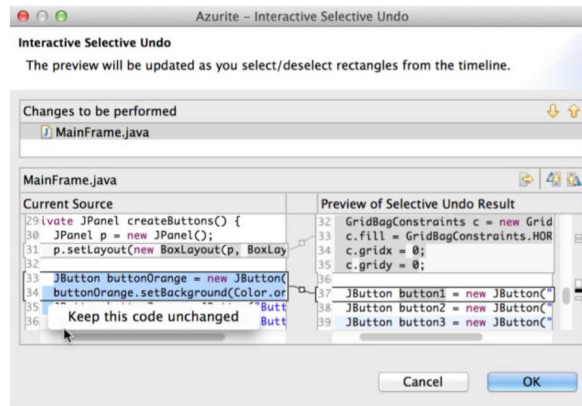 Azurite – Interactive Selective Undo
Interactive Selective Undo
The preview will be updated as you select/deselect rectangles from the timeline.
Changes to be performed
MainFrame.java
MainFrame.java
Current Source
29 ivate JPanel createButtons() {
30 JPanel p = new JPanel();
31 p.setLayout(new BoxLayout(p, BoxLay
32
33 JButton buttonOrange = new JButton(
34 buttonOrange.setBackground(Color.or
35 "Butt
36 "Butt
Keep this code unchanged
Preview of Selective Undo Result
32 GridBagConstraints c = new Grid
33 c.fill = GridBagConstraints.HOR
34 c.gridx = 0;
35 c.gridy = 0;
36
37 JButton button1 = new JButton("
38 JButton button2 = new JButton("
39 JButton button3 = new JButton("
Cancel
OK